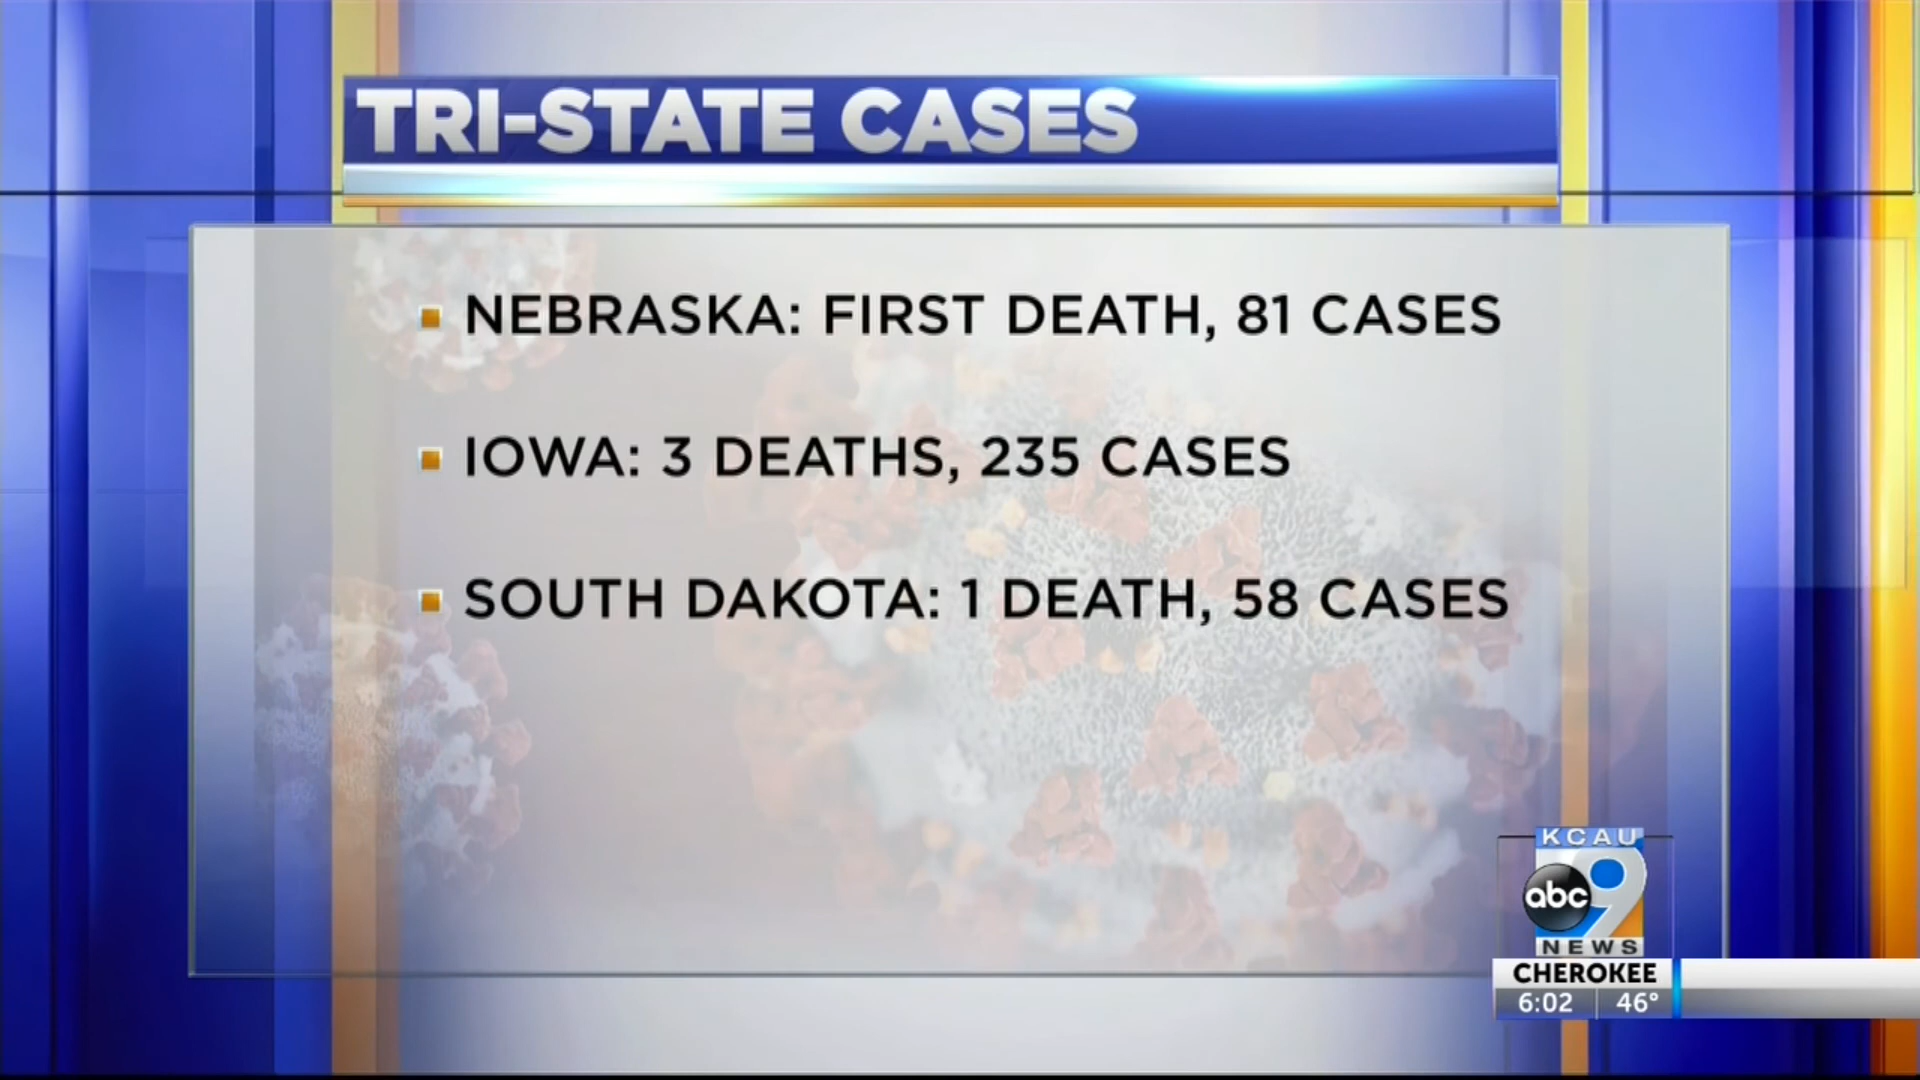 TRI-STATE CASES
NEBRASKA: FIRST DEATH, 81 CASES
IOWA: 3 DEATHS, 235 CASES
SOUTH DAKOTA: 1 DEATH, 58 CASES
KCAU
abc 9
NEWS
CHEROKEE
6:02 46°